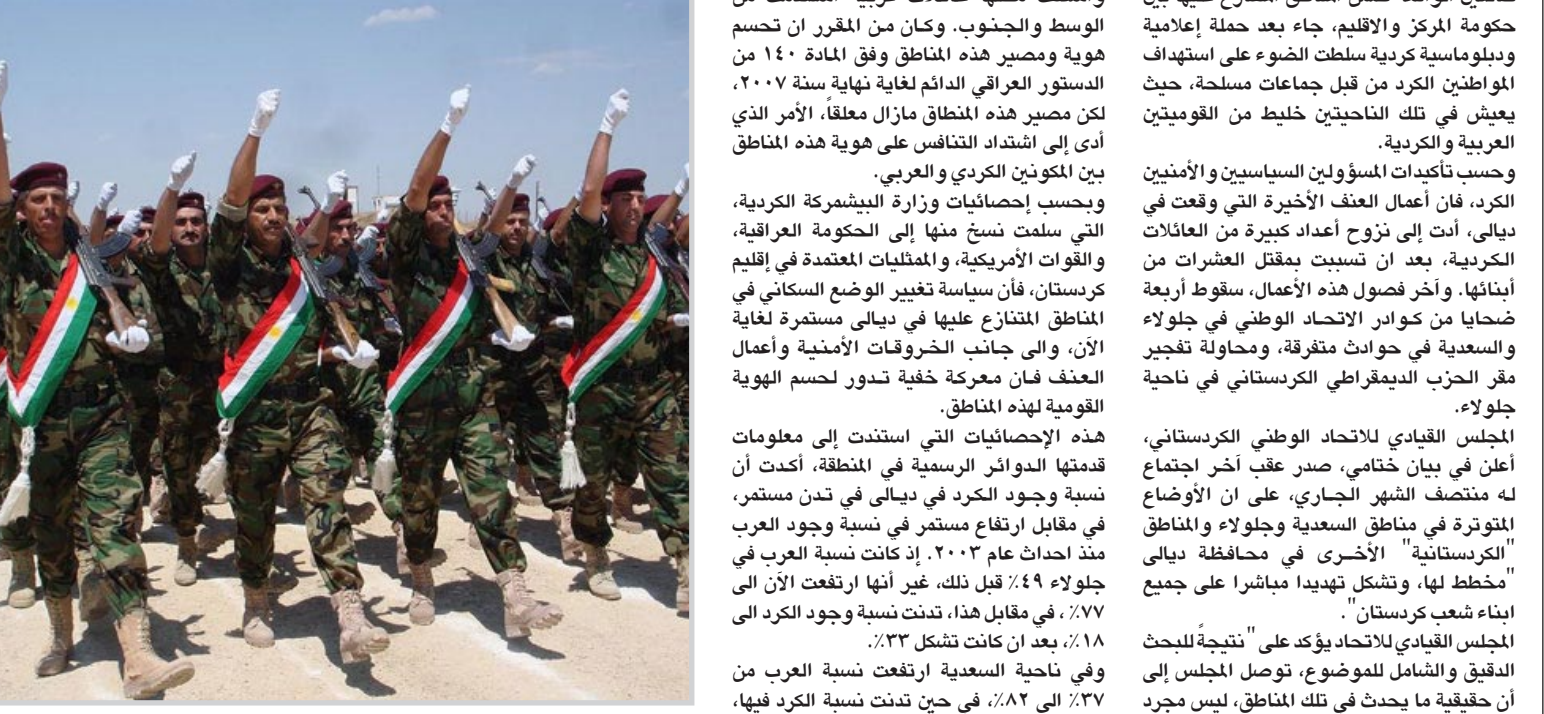 حكومة المركز والاقليم، جاء بعد حملة إعلامية
ودبلوماسية كردية سلطت الضوء على استهداف
المواطنين الكرد من قبل جماعات مسلحة، حيث
يعيش في تلك الناحيتين خليط من القوميتين
العربية والكردية.
وحسب تأكيدات المسؤولين السياسيين والأمنيين
الكرد، فان أعمال العنف الأخيرة التي وقعت في
ديالى، أدت إلى نزوح أعداد كبيرة من العائلات
الكردية، بعد ان تسببت بمقتل العشرات من
أبنائها. وآخر فصول هذه الأعمال، سقوط أربعة
ضحايا من كوادر الاتحاد الوطني في جلولاء
والسعدية في حوادث متفرقة، ومحاولة تفجير
مقر الحزب الديمقراطي الكردستاني في ناحية
جلولاء.
المجلس القيادي للاتحاد الوطني الكردستاني،
أعلن في بيان ختامي، صدر عقب آخر اجتماع
له منتصف الشهر الجاري، على ان الأوضاع
المتوترة في مناطق السعدية وجلولاء والمناطق
"الكردستانية" الأخرى في محافظة ديالى
"مخطط لها، وتشكل تهديدا مباشرا على جميع
ابناء شعب كردستان".
المجلس القيادي للاتحاد يؤكد على "نتيجةً للبحث
الدقيق والشامل للموضوع، توصل المجلس إلى
أن حقيقية ما يحدث في تلك المناطق، ليس مجرد
الوسط والجنوب. وكان من المقرر ان تحسم
هوية ومصير هذه المناطق وفق المادة ١٤٠ من
الدستور العراقي الدائم لغاية نهاية سنة ٢٠٠٧،
لكن مصير هذه المنطاق مازال معلقاً، الأمر الذي
أدى إلى اشتداد التنافس على هوية هذه المناطق
بين المكونين الكردي والعربي.
وبحسب إحصائيات وزارة البيشمركة الكردية،
التي سلمت نسخ منها إلى الحكومة العراقية،
والقوات الأمريكية، والممثليات المعتمدة في إقليم
كردستان، فأن سياسة تغيير الوضع السكاني في
المناطق المتنازع عليها في ديالى مستمرة لغاية
الآن، والى جانب الخروقات الأمنية وأعمال
العنف فان معركة خفية تدور لحسم الهوية
القومية لهذه المناطق.
هذه الإحصائيات التي استندت إلى معلومات
قدمتها الدوائر الرسمية في المنطقة، أكدت أن
نسبة وجود الكرد في ديالى في تدن مستمر،
في مقابل ارتفاع مستمر في نسبة وجود العرب
منذ احداث عام ٢٠٠٣. إذ كانت نسبة العرب في
جلولاء ٤٩٪ قبل ذلك، غير أنها ارتفعت الآن الى
٧٧٪ ، في مقابل هذا، تدنت نسبة وجود الكرد الى
١٨٪، بعد ان كانت تشكل ٣٣٪.
وفي ناحية السعدية ارتفعت نسبة العرب من
٣٧٪ الى ٨٢٪، في حين تدنت نسبة الكرد فيها،